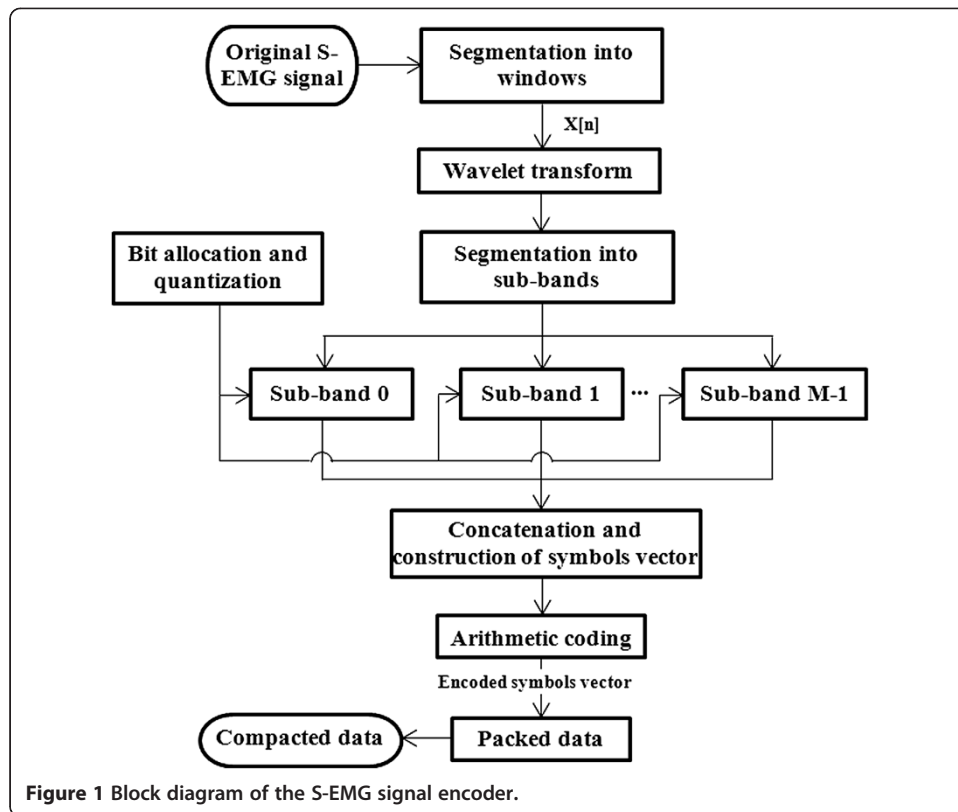 Original S-
EMG signal
Segmentation into
windows
X[n]
Wavelet transform
Bit allocation and
quantization
Segmentation into
sub-bands
Sub-band 0
Sub-band 1
...
Sub-band M-1
Concatenation and
construction of symbols vector
Arithmetic coding
Encoded symbols vector
Compacted data
Packed data
Figure 1 Block diagram of the S-EMG signal encoder.